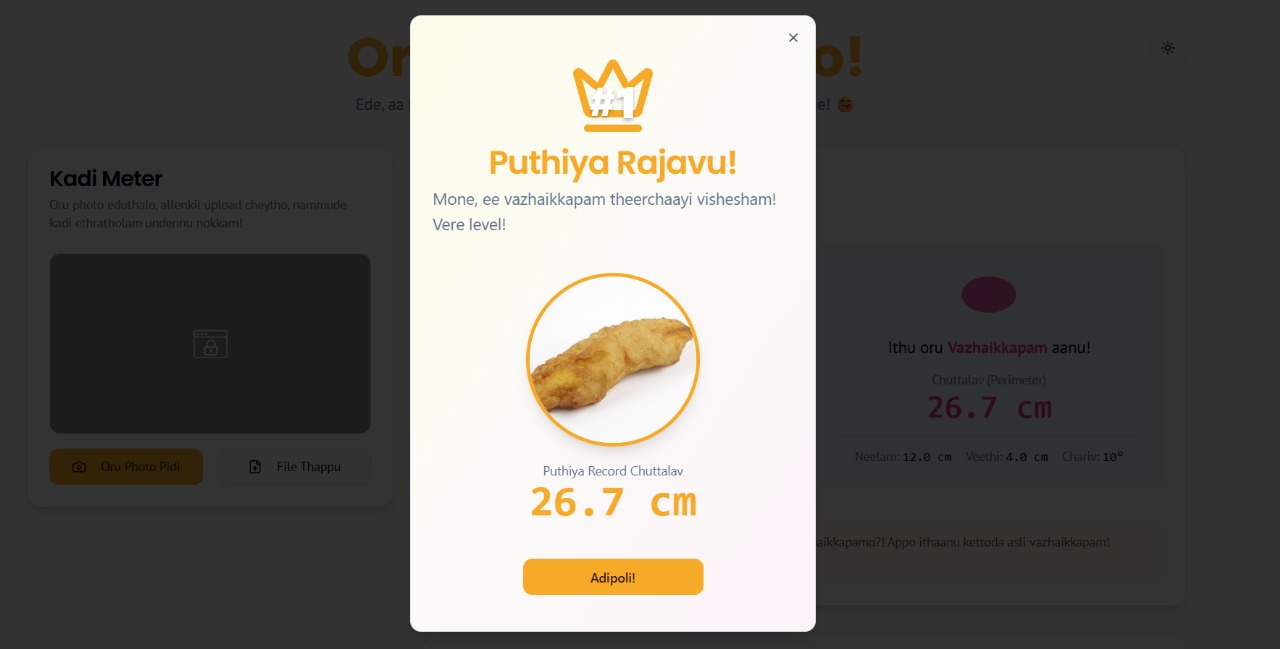 Or
o!
Ede, aa
e! 🥰
Kadi Meter
Oru photo eduthalo, allenkil upload cheytho, nammude
kadi ethratholam undennu nokkam!
Oru Photo Pidi
File Thappu
#1
Puthiya Rajavu!
Mone, ee vazhaikkapam theerchaayi vishesham!
Vere level!
Puthiya Record Chuttalav
26.7 cm
Adipoli!
Ithu oru Vazhaikkapam aanu!
Chuttalav (Perimeter)
26.7 cm
Neelam: 12.0 cm Veethi: 4.0 cm Chariv: 10°
aikkapamo?! Appo ithaanu kettoda asli vazhaikkapam!